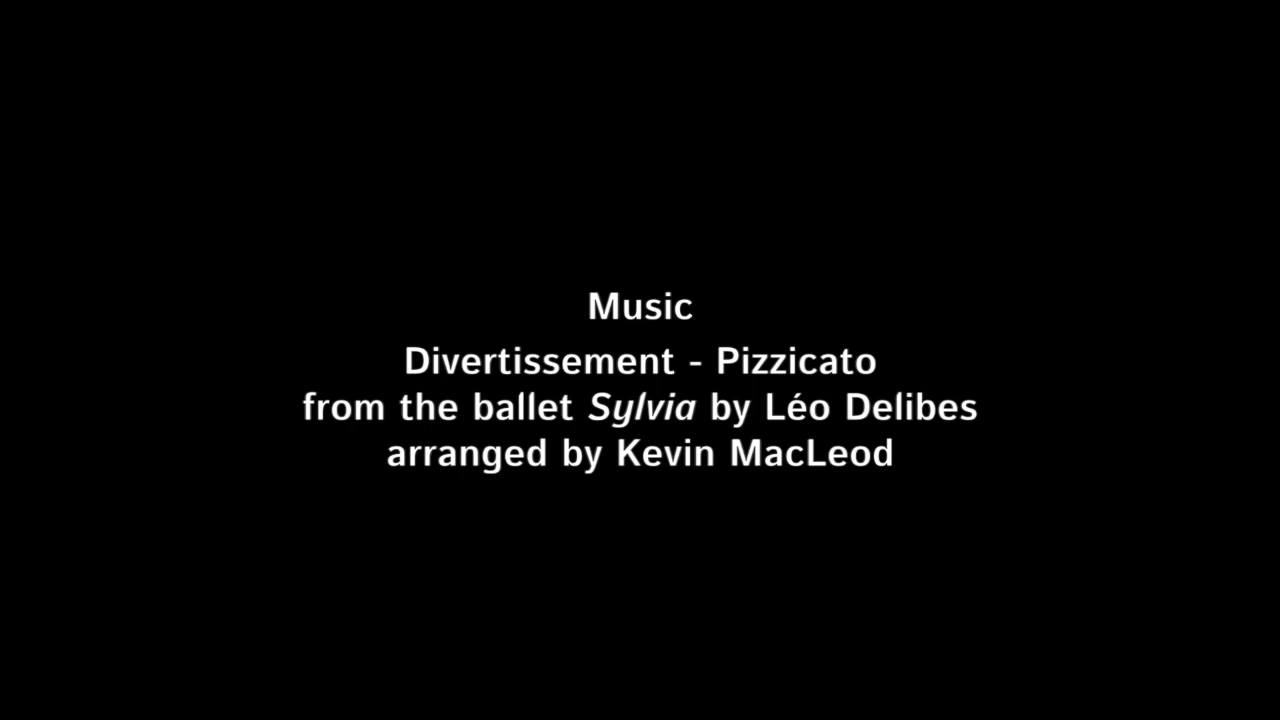 Music
Divertissement - Pizzicato
from the ballet Sylvia by Léo Delibes
arranged by Kevin MacLeod